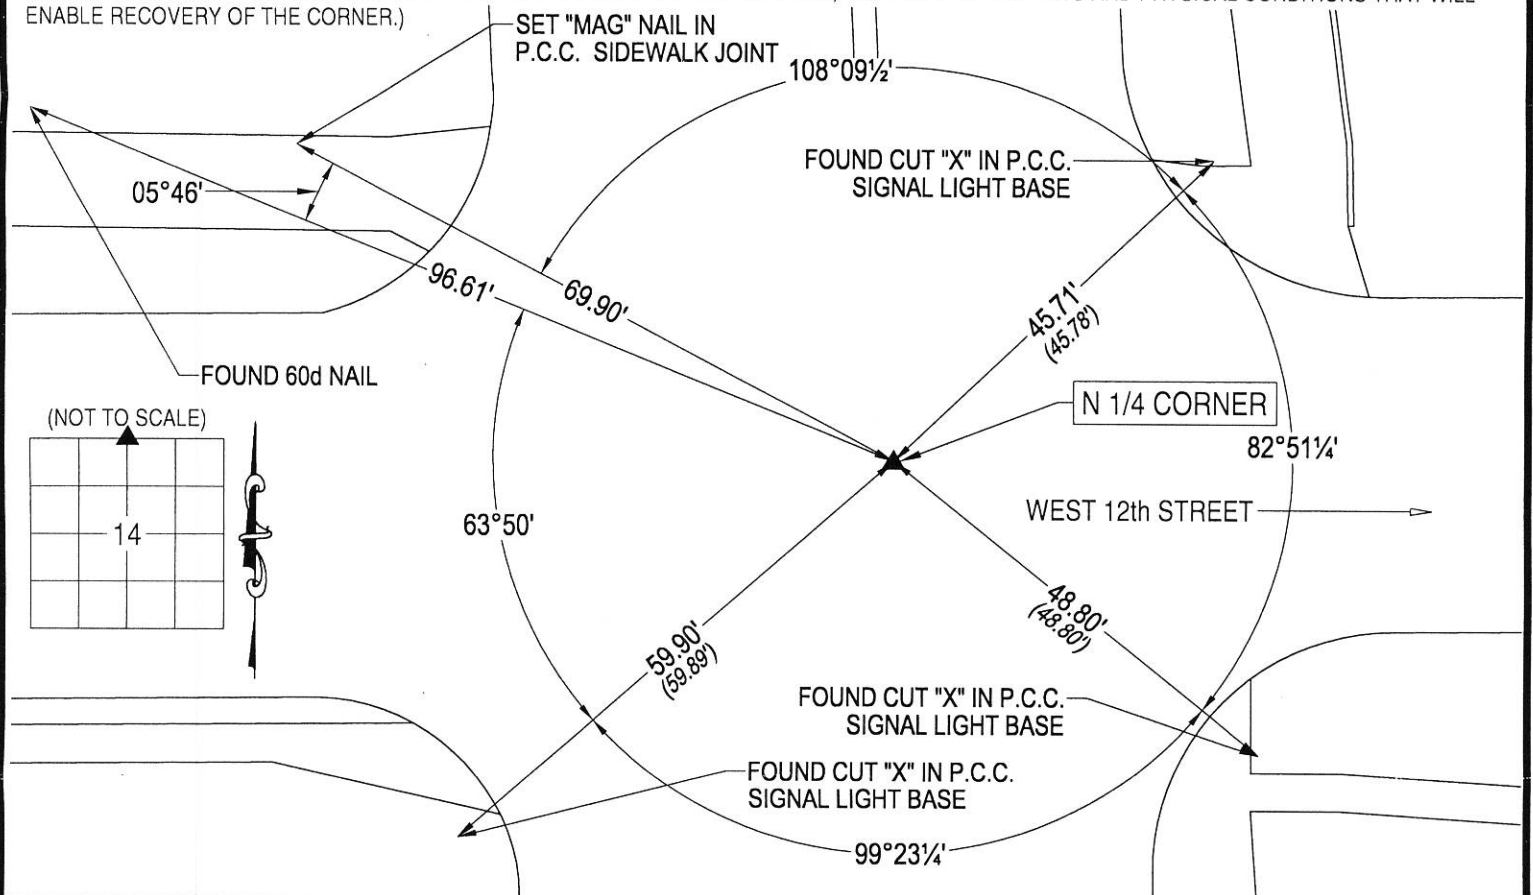 ENABLE RECOVERY OF THE CORNER.)
SET "MAG" NAIL IN
P.C.C. SIDEWALK JOINT
108°09½'
FOUND CUT "X" IN P.C.C.
SIGNAL LIGHT BASE
05°46'
96.61'
69.90'
45.71'
(45.78')
FOUND 60d NAIL
N 1/4 CORNER
(NOT TO SCALE)
82°51¼'
14
63°50'
WEST 12th STREET
48.80'
(48.80')
59.90'
(59.89')
FOUND CUT "X" IN P.C.C.
SIGNAL LIGHT BASE
FOUND CUT "X" IN P.C.C.
SIGNAL LIGHT BASE
99°23¼'